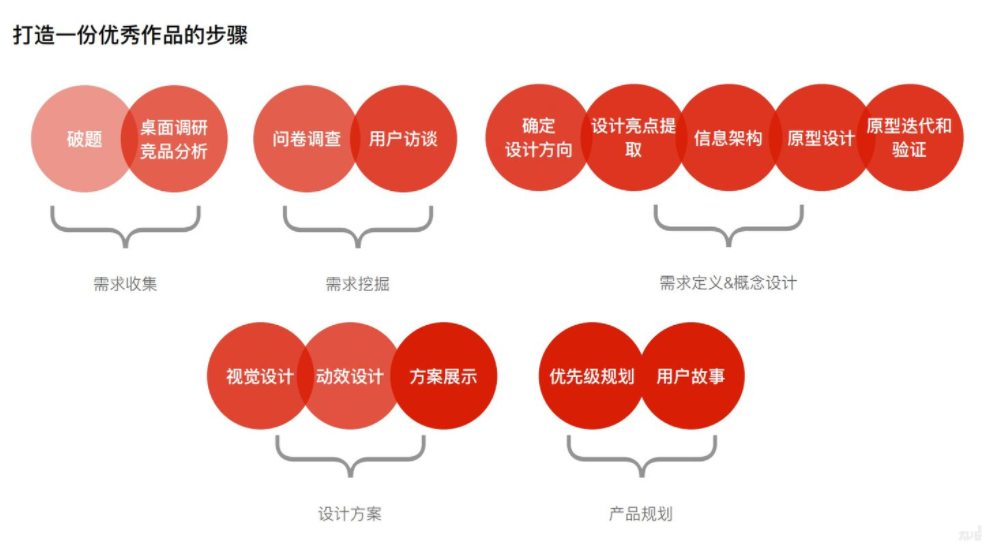 打造一份优秀作品的步骤
破题
桌面调研
竞品分析
问卷调查
用户访谈
确定
设计方向
设计亮点提
取
信息架构
原型设计
原型迭代和
验证
需求收集
需求挖掘
需求定义&概念设计
视觉设计
动效设计
方案展示
优先级规划
用户故事
设计方案
产品规划